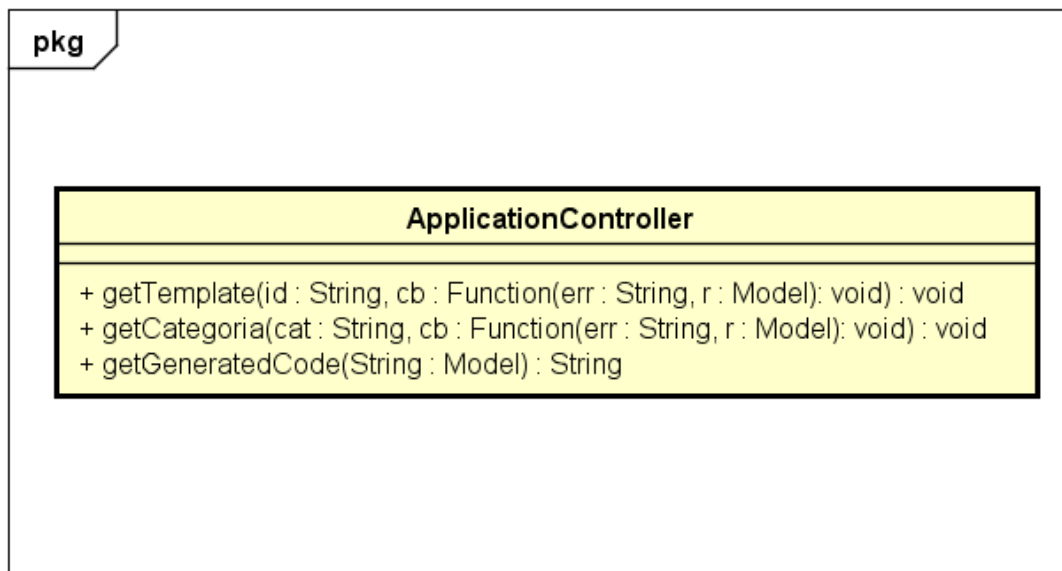 pkg
ApplicationController
+ getTemplate(id : String, cb : Function(err : String, r : Model): void) : void
+ getCategoria(cat : String, cb : Function(err : String, r : Model): void) : void
+ getGeneratedCode(String : Model) : String